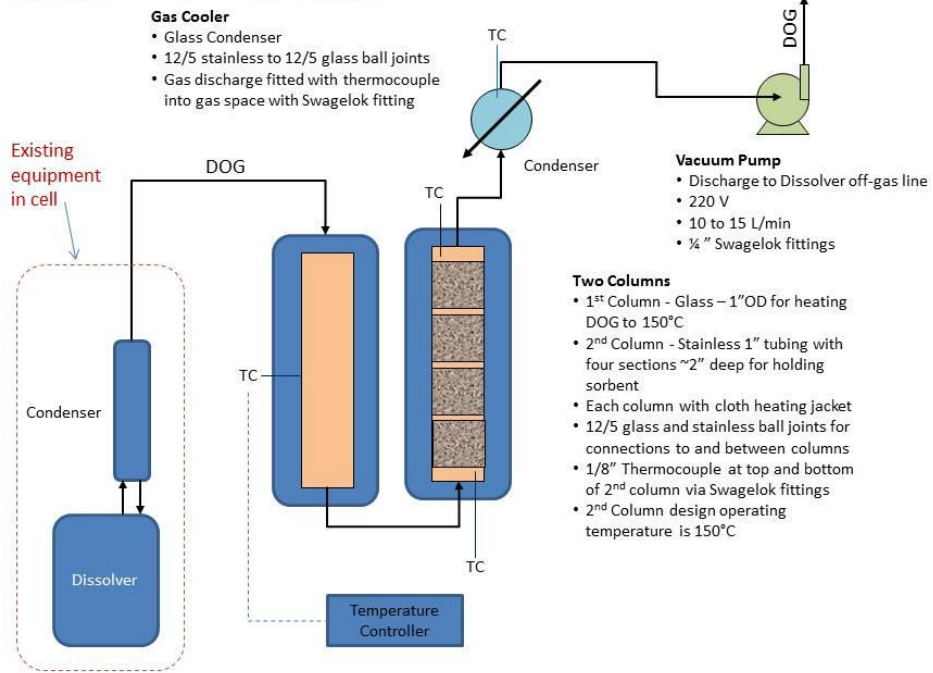 Gas Cooler
• Glass Condenser
• 12/5 stainless to 12/5 glass ball joints
• Gas discharge fitted with thermocouple
into gas space with Swagelok fitting
TC
DOG
Existing
equipment
in cell
DOG
Condenser
TC
Vacuum Pump
• Discharge to Dissolver off-gas line
• 220 V
• 10 to 15 L/min
• ¼ ” Swagelok fittings
Two Columns
• 1st Column - Glass – 1”OD for heating
DOG to 150°C
• 2nd Column - Stainless 1” tubing with
four sections ~2” deep for holding
sorbent
• Each column with cloth heating jacket
• 12/5 glass and stainless ball joints for
connections to and between columns
• 1/8” Thermocouple at top and bottom
of 2nd column via Swagelok fittings
• 2nd Column design operating
temperature is 150°C
TC
Condenser
Dissolver
TC
Temperature
Controller